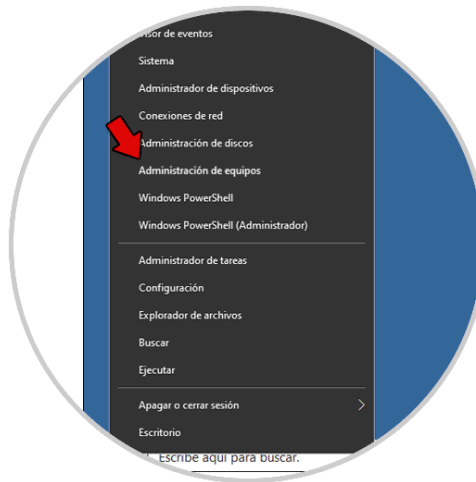 isor de eventos
Sistema
Administrador de dispositivos
Conexiones de red
Administración de discos
Administración de equipos
Windows PowerShell
Windows PowerShell (Administrador)
Administrador de tareas
Configuración
Explorador de archivos
Buscar
Ejecutar
Apagar o cerrar sesión
Escritorio
Escribe aquí para buscar.